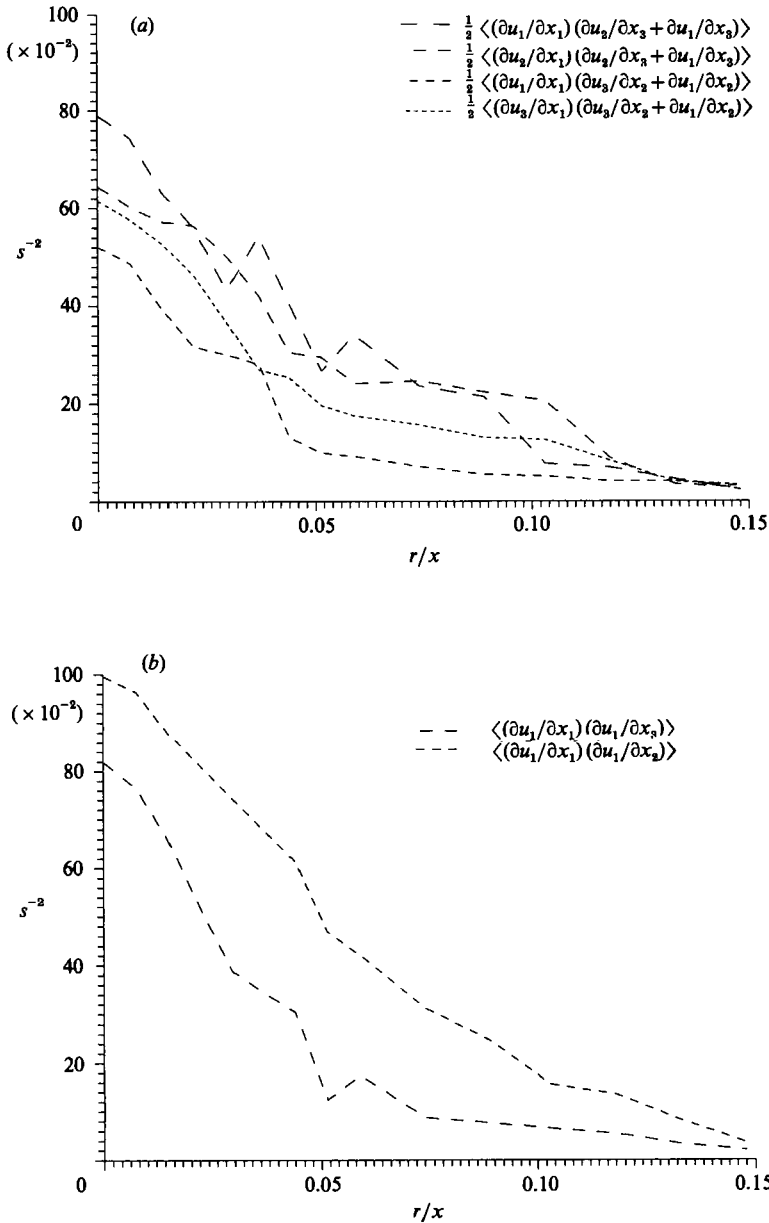 (a)
100
(× 10⁻²)
80
60
s⁻²
40
20
0
0.05
0.10
0.15
r/x
½ ⟨(∂u₁/∂x₁)(∂u₂/∂x₃+∂u₁/∂x₃)⟩
½ ⟨(∂u₂/∂x₁)(∂u₂/∂x₃+∂u₁/∂x₃)⟩
½ ⟨(∂u₁/∂x₁)(∂u₃/∂x₂+∂u₁/∂x₂)⟩
½ ⟨(∂u₃/∂x₁)(∂u₃/∂x₂+∂u₁/∂x₂)⟩
(b)
100
(× 10⁻²)
80
60
s⁻²
40
20
0
0.05
0.10
0.15
r/x
⟨(∂u₁/∂x₁)(∂u₁/∂x₃)⟩
⟨(∂u₁/∂x₁)(∂u₁/∂x₂)⟩